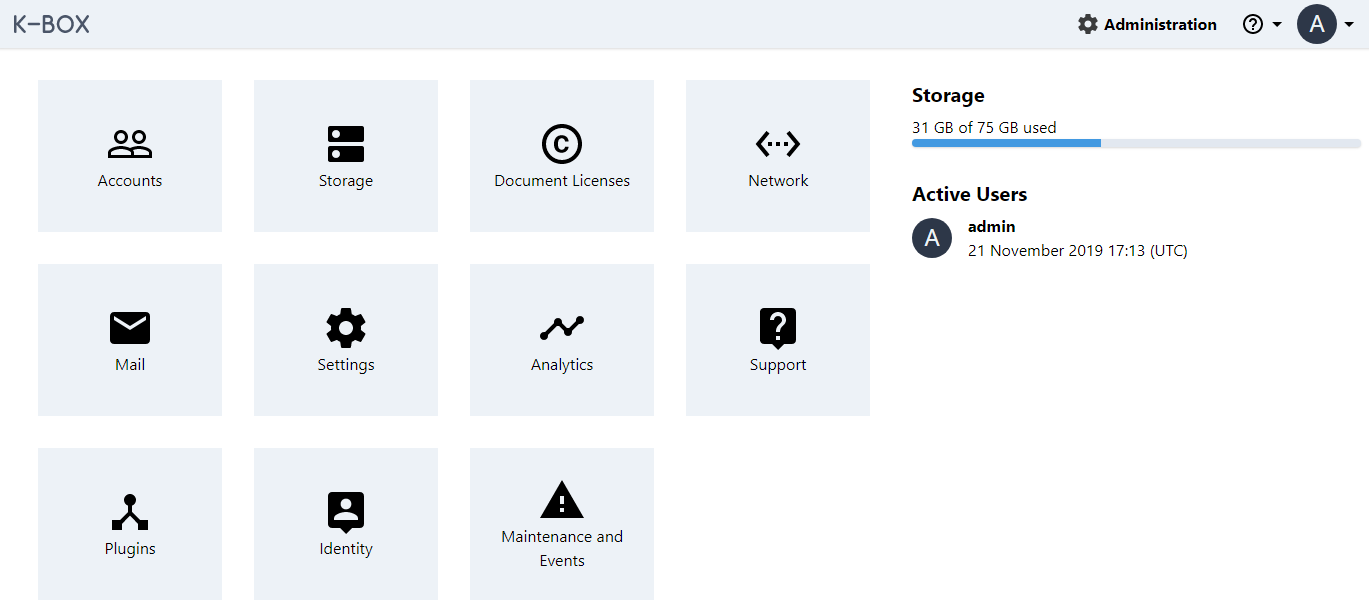 K-BOX
Administration
A
Accounts
Storage
Document Licenses
Network
Mail
Settings
Analytics
Support
Plugins
Identity
Maintenance and
Events
Storage
31 GB of 75 GB used
Active Users
A
admin
21 November 2019 17:13 (UTC)